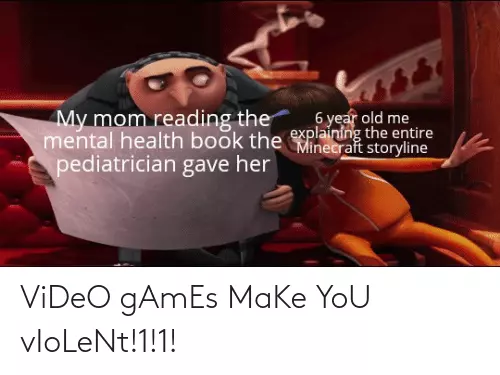 My mom reading the
mental health book the
pediatrician gave her
6 year old me
explaining the entire
Minecraft storyline
ViDeO gAmEs MaKe YoU
vIoLeNt!1!1!